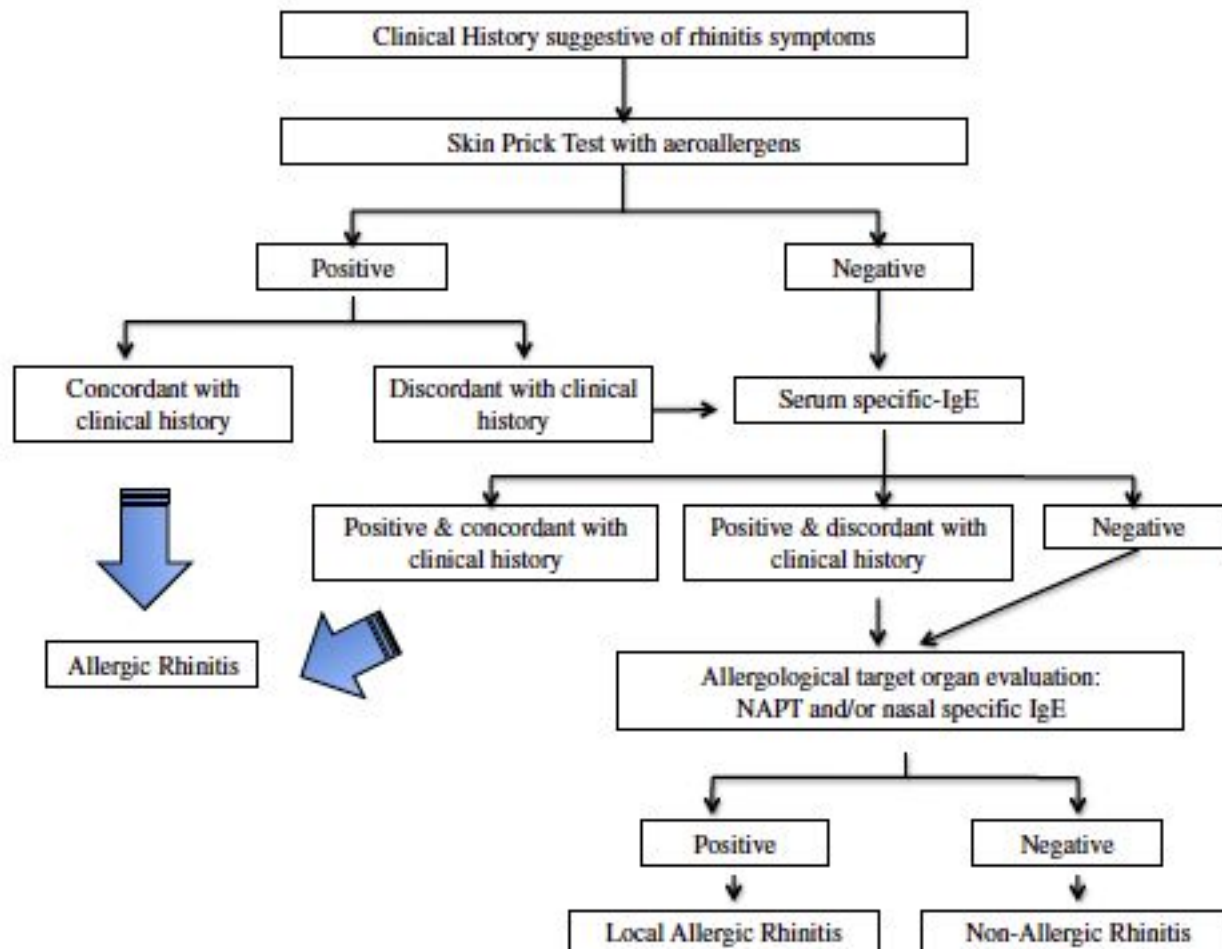 Clinical History suggestive of rhinitis symptoms
Skin Prick Test with aeroallergens
Positive
Negative
Concordant with
clinical history
Discordant with clinical
history
Serum specific-IgE
Positive & concordant with
clinical history
Positive & discordant with
clinical history
Negative
Allergic Rhinitis
Allergological target organ evaluation:
NAPT and/or nasal specific IgE
Positive
Negative
Local Allergic Rhinitis
Non-Allergic Rhinitis